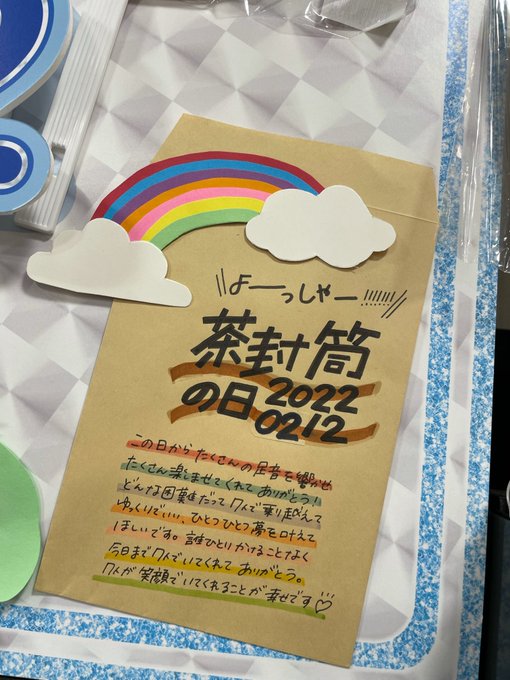 よーっしゃー!!!!!!!
茶封筒
の日 2022
0212
この日からたくさんの足音を響かせ
たくさん楽しませてくれてありがとう!
どんな困難だって7人で乗り越えて
ゆっくりでいい、ひとつひとつ夢を叶えて
ほしいです。誰ひとりかけることなく
今日まで7人でいてくれてありがとう。
7人が笑顔でいてくれることが幸せです♡